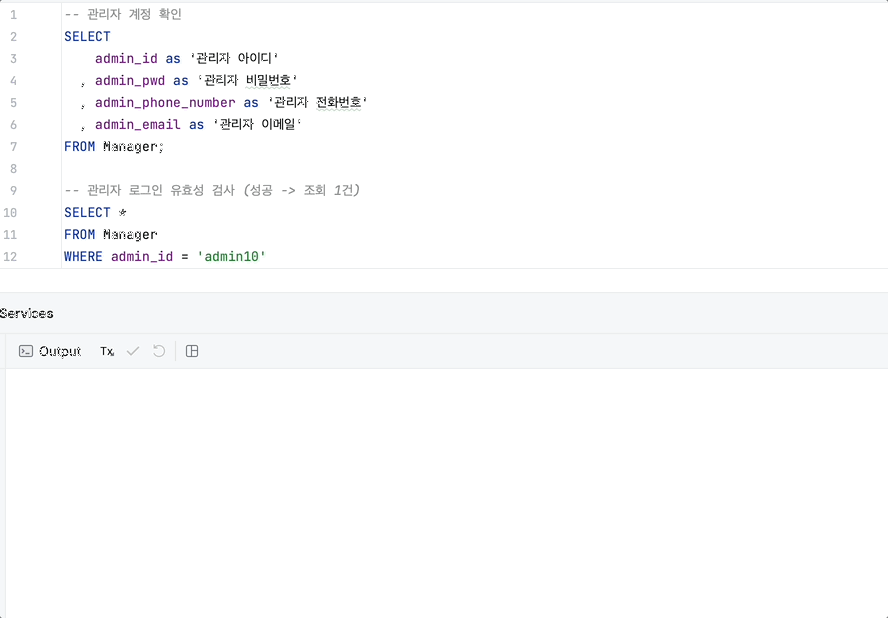 1 -- 관리자 계정 확인
2 SELECT
3 admin_id as '관리자 아이디'
4 , admin_pwd as '관리자 비밀번호'
5 , admin_phone_number as '관리자 전화번호'
6 , admin_email as '관리자 이메일'
7 FROM Manager;
8
9 -- 관리자 로그인 유효성 검사 (성공 -> 조회 1건)
10 SELECT *
11 FROM Manager
12 WHERE admin_id = 'admin10'
Services
Output Tx